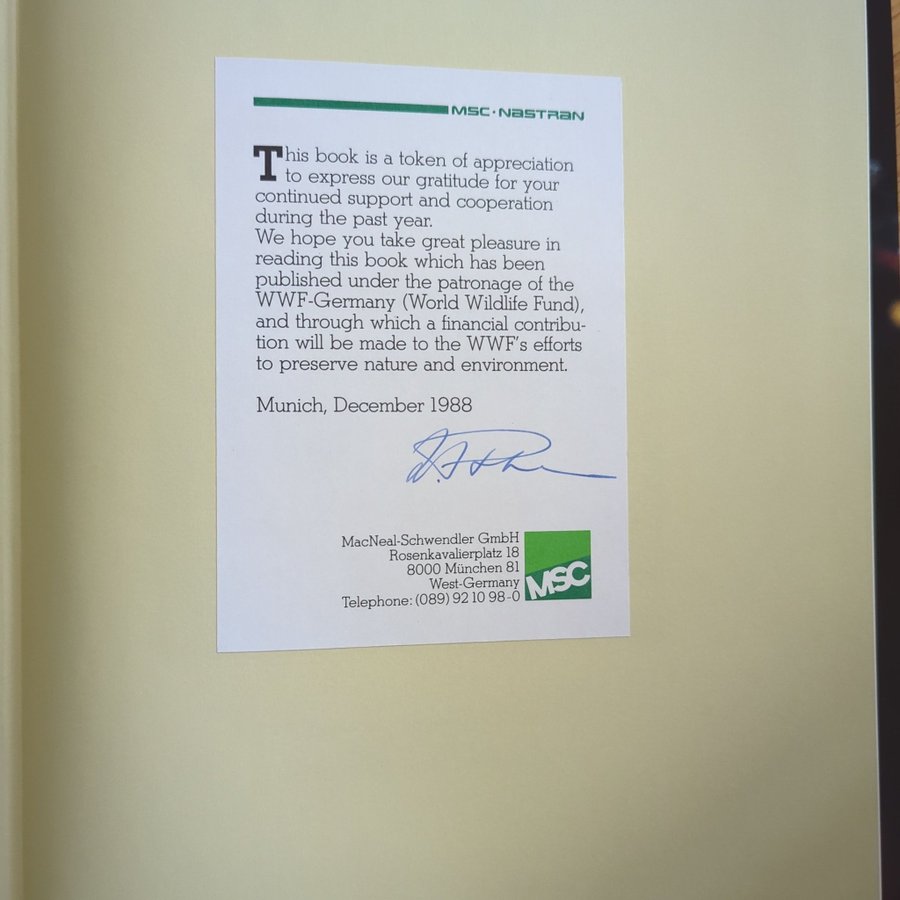 MSC·NASTRAN
This book is a token of appreciation
to express our gratitude for your
continued support and cooperation
during the past year.
We hope you take great pleasure in
reading this book which has been
published under the patronage of the
WWF-Germany (World Wildlife Fund),
and through which a financial contribu-
tion will be made to the WWF's efforts
to preserve nature and environment.
Munich, December 1988
MacNeal-Schwendler GmbH
Rosenkavalierplatz 18
8000 München 81
West-Germany
Telephone: (089) 92 10 98-0
MSC